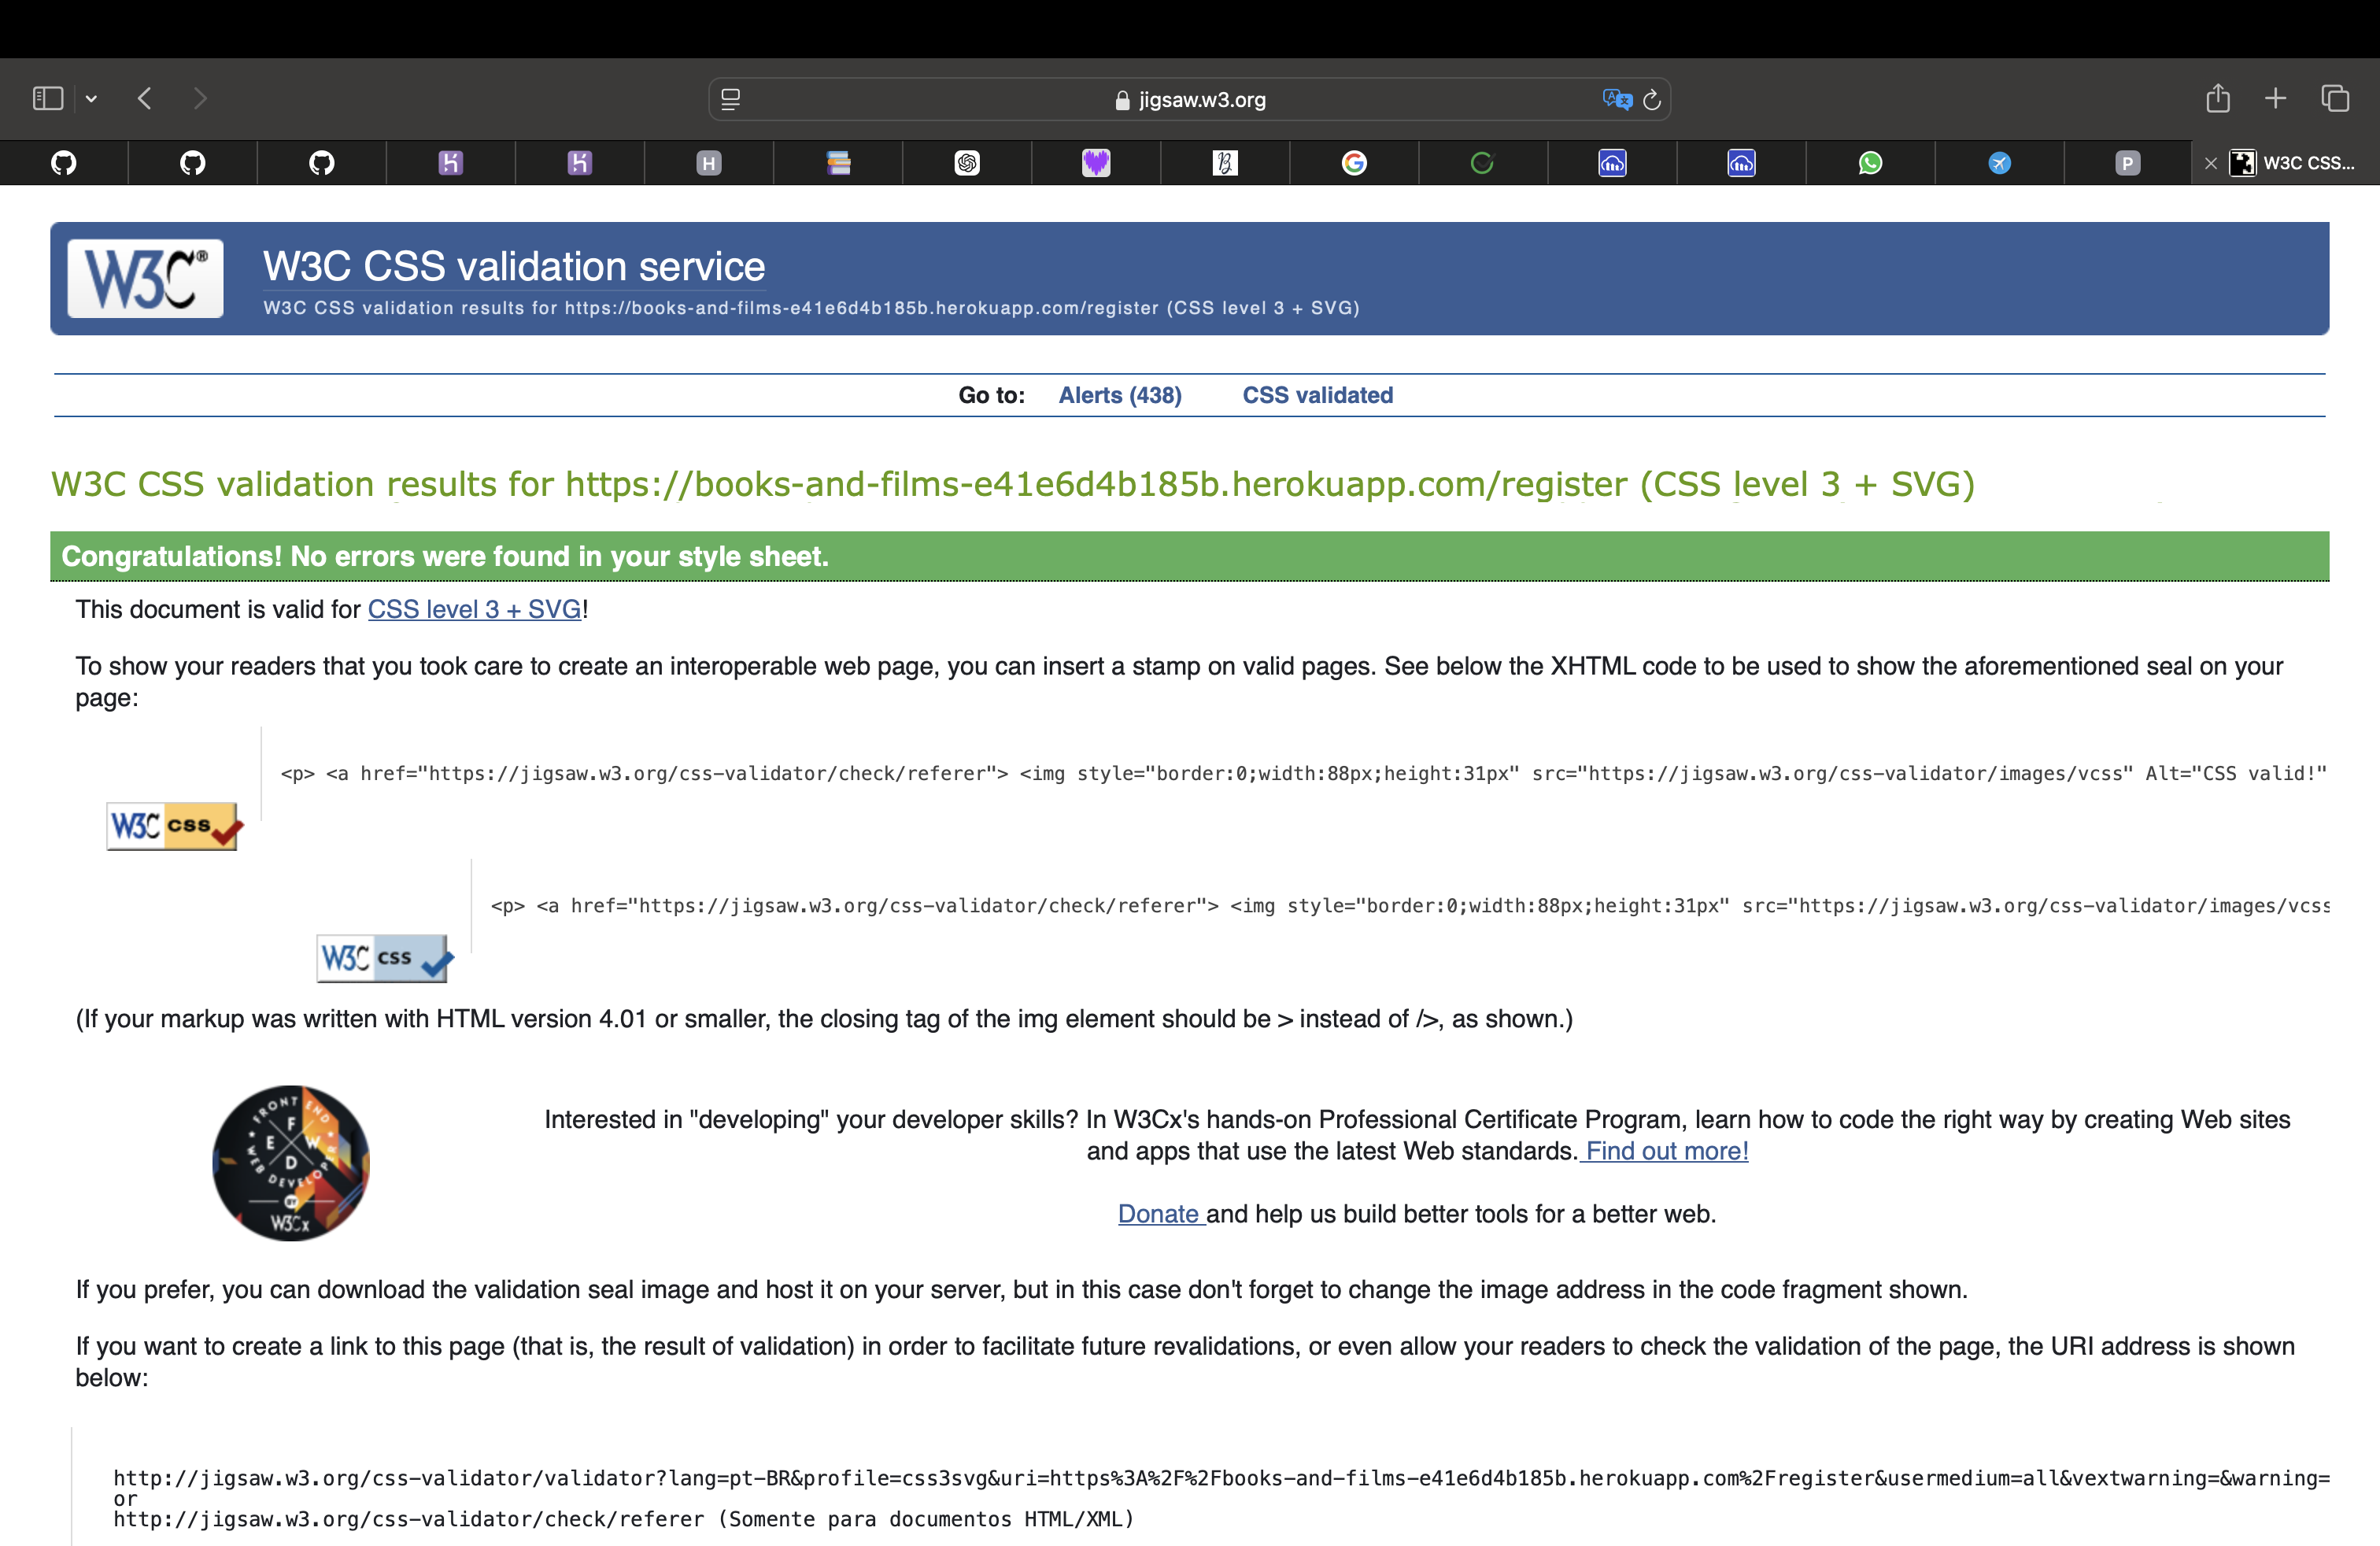 jigsaw.w3.org
W3C CSS...
W3C®
W3C CSS validation service
W3C CSS validation results for https://books-and-films-e41e6d4b185b.herokuapp.com/register (CSS level 3 + SVG)
Go to: Alerts (438) CSS validated
W3C CSS validation results for https://books-and-films-e41e6d4b185b.herokuapp.com/register (CSS level 3 + SVG)
Congratulations! No errors were found in your style sheet.
This document is valid for CSS level 3 + SVG!
To show your readers that you took care to create an interoperable web page, you can insert a stamp on valid pages. See below the XHTML code to be used to show the aforementioned seal on your
page:
<p> <a href="https://jigsaw.w3.org/css-validator/check/referer"> <img style="border:0;width:88px;height:31px" src="https://jigsaw.w3.org/css-validator/images/vcss" Alt="CSS valid!"
W3C css
<p> <a href="https://jigsaw.w3.org/css-validator/check/referer"> <img style="border:0;width:88px;height:31px" src="https://jigsaw.w3.org/css-validator/images/vcss
W3C css
(If your markup was written with HTML version 4.01 or smaller, the closing tag of the img element should be > instead of />, as shown.)
FRONT END
WEB DEVELOPER
F E W D
BY
W3Cx
Interested in "developing" your developer skills? In W3Cx's hands-on Professional Certificate Program, learn how to code the right way by creating Web sites
and apps that use the latest Web standards. Find out more!
Donate and help us build better tools for a better web.
If you prefer, you can download the validation seal image and host it on your server, but in this case don't forget to change the image address in the code fragment shown.
If you want to create a link to this page (that is, the result of validation) in order to facilitate future revalidations, or even allow your readers to check the validation of the page, the URI address is shown
below:
http://jigsaw.w3.org/css-validator/validator?lang=pt-BR&profile=css3svg&uri=https%3A%2F%2Fbooks-and-films-e41e6d4b185b.herokuapp.com%2Fregister&usermedium=all&vextwarning=&warning=
or
http://jigsaw.w3.org/css-validator/check/referer (Somente para documentos HTML/XML)